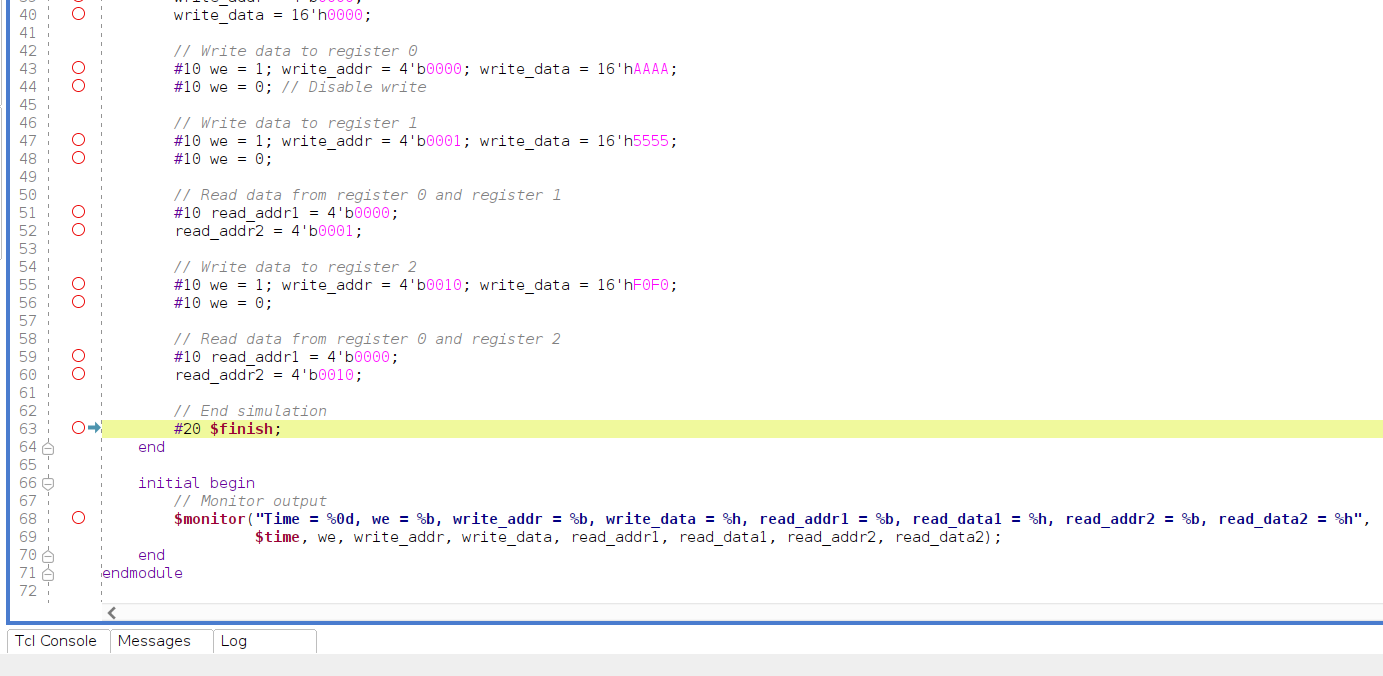 40 write_data = 16'h0000;
41
42 // Write data to register 0
43 #10 we = 1; write_addr = 4'b0000; write_data = 16'hAAAA;
44 #10 we = 0; // Disable write
45
46 // Write data to register 1
47 #10 we = 1; write_addr = 4'b0001; write_data = 16'h5555;
48 #10 we = 0;
49
50 // Read data from register 0 and register 1
51 #10 read_addr1 = 4'b0000;
52 read_addr2 = 4'b0001;
53
54 // Write data to register 2
55 #10 we = 1; write_addr = 4'b0010; write_data = 16'hF0F0;
56 #10 we = 0;
57
58 // Read data from register 0 and register 2
59 #10 read_addr1 = 4'b0000;
60 read_addr2 = 4'b0010;
61
62 // End simulation
63 #20 $finish;
64 end
65
66 initial begin
67 // Monitor output
68 $monitor("Time = %0d, we = %b, write_addr = %b, write_data = %h, read_addr1 = %b, read_data1 = %h, read_addr2 = %b, read_data2 = %h",
69 $time, we, write_addr, write_data, read_addr1, read_data1, read_addr2, read_data2);
70 end
71 endmodule
72
Tcl Console Messages Log